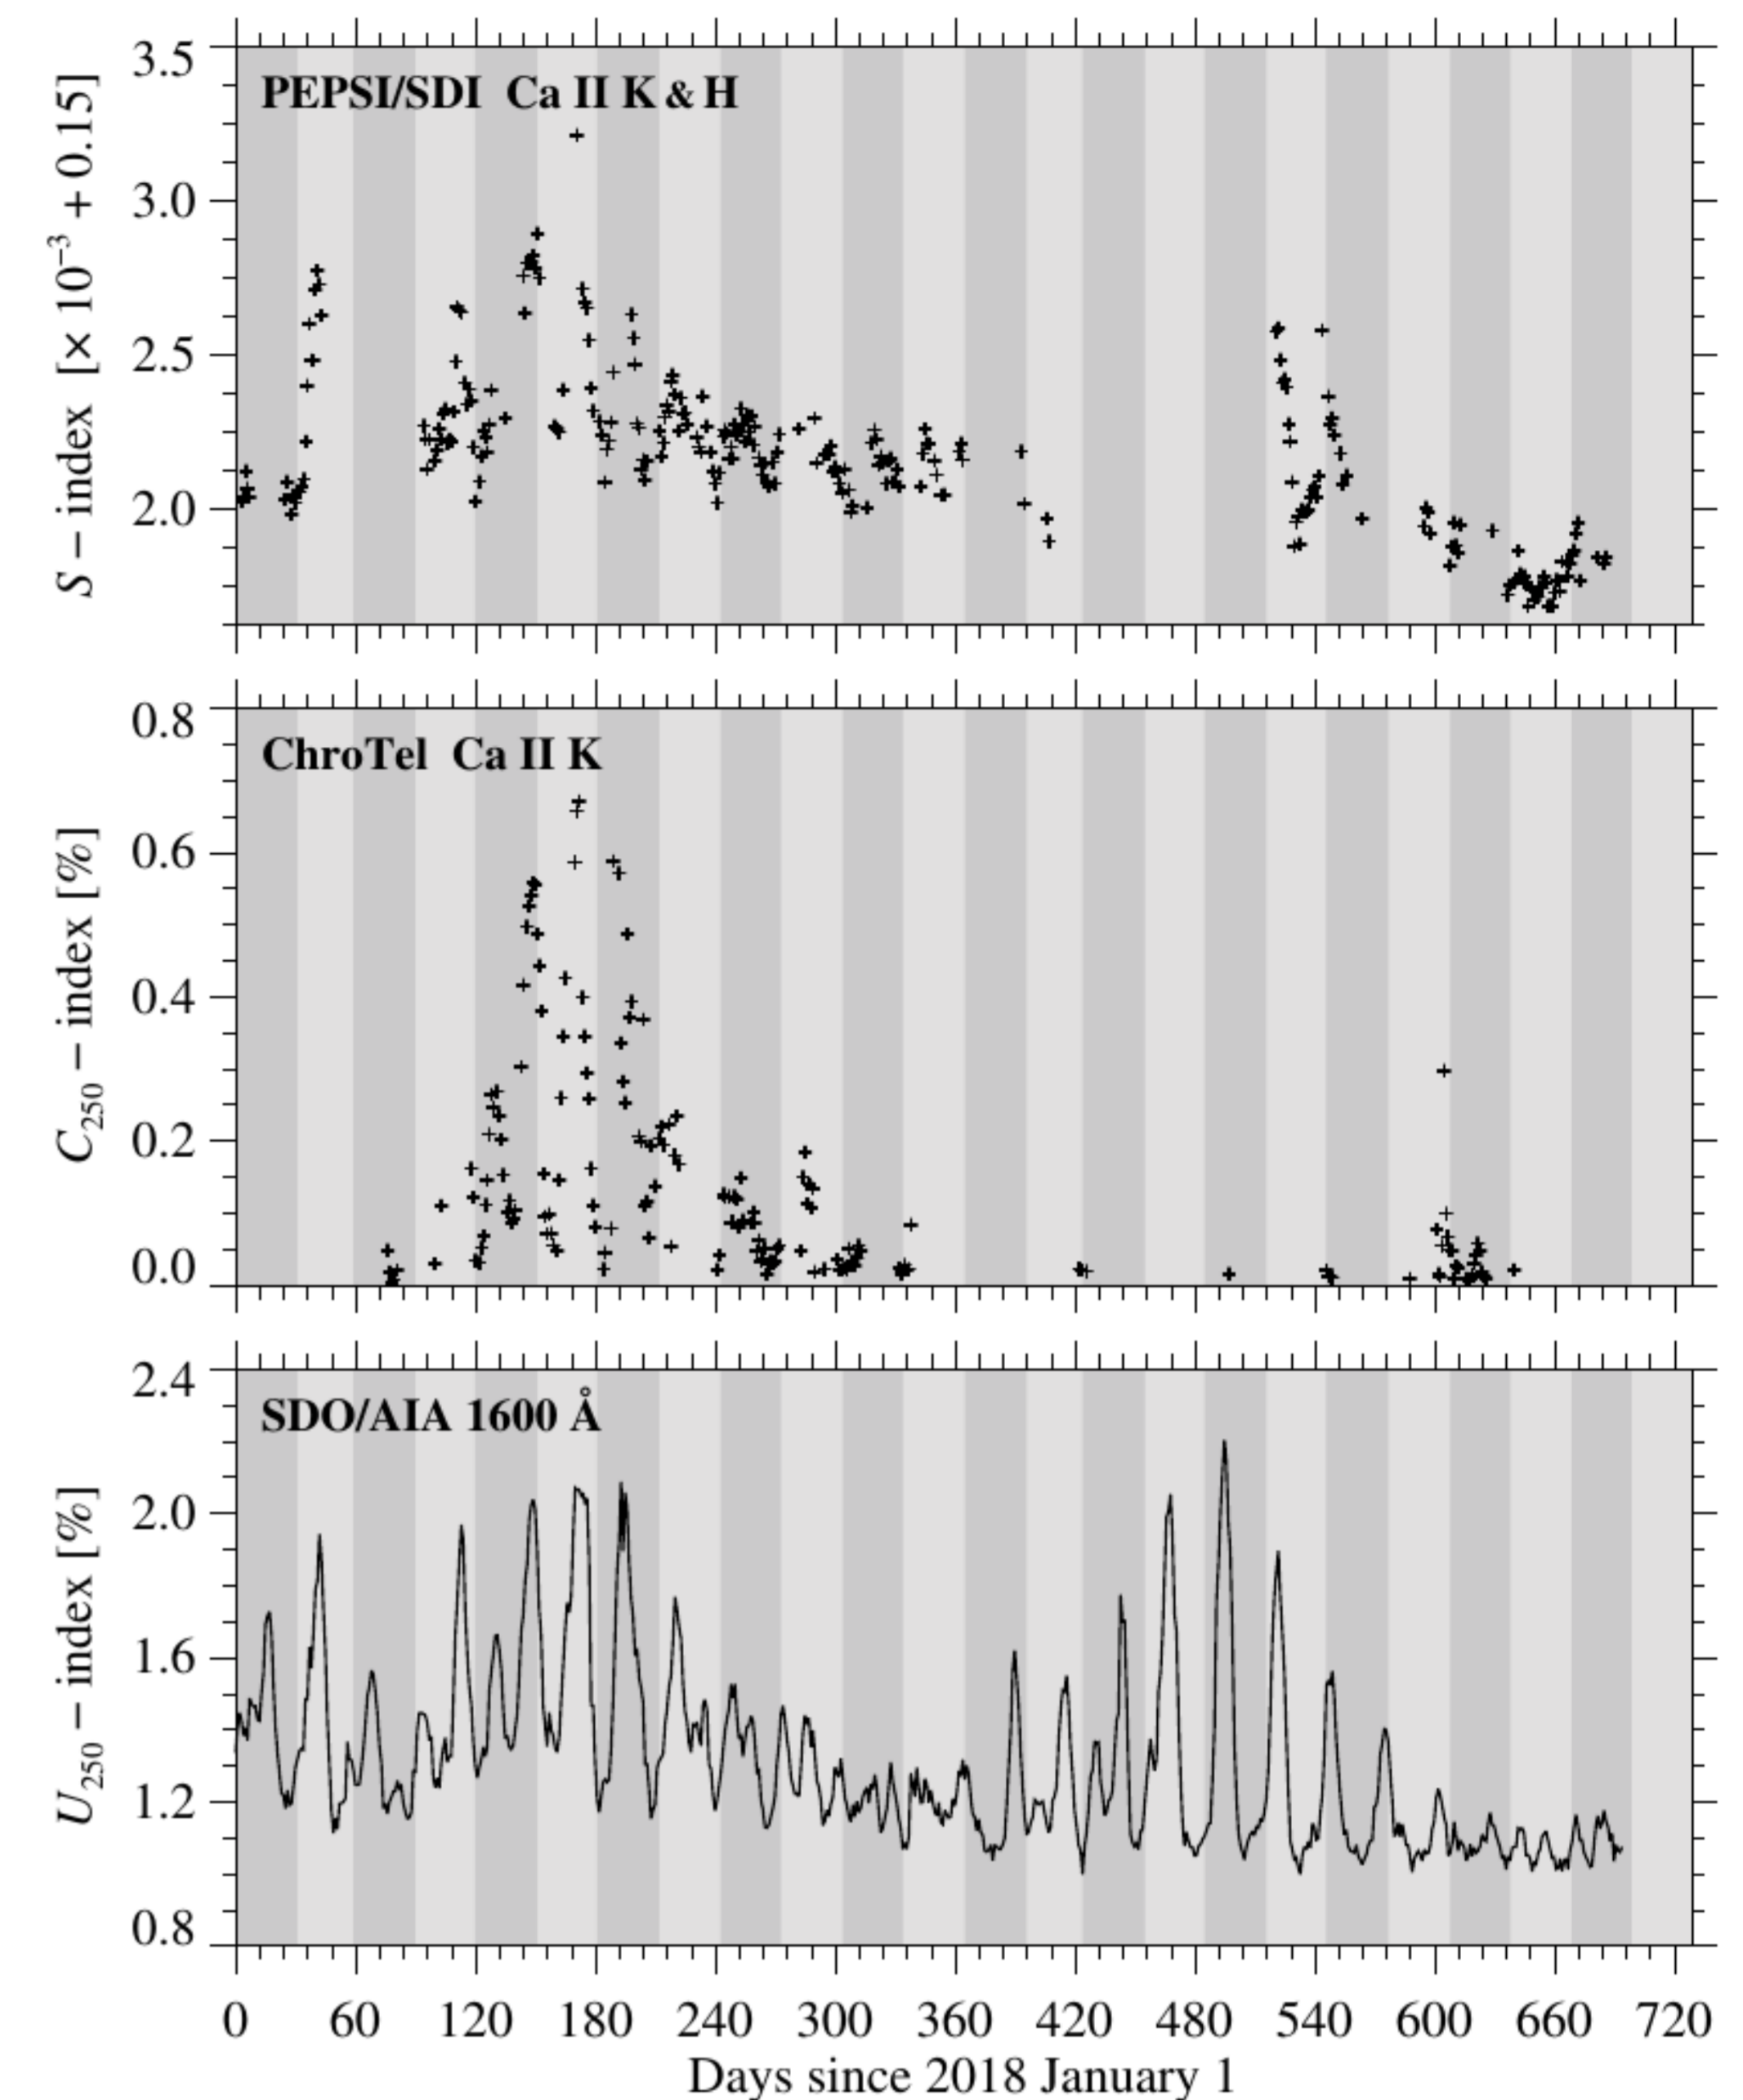 PEPSI/SDI Ca II K & H
S – index [× 10⁻³ + 0.15]
3.5
3.0
2.5
2.0
ChroTel Ca II K
C₂₅₀ – index [%]
0.8
0.6
0.4
0.2
0.0
SDO/AIA 1600 Å
U₂₅₀ – index [%]
2.4
2.0
1.6
1.2
0.8
0 60 120 180 240 300 360 420 480 540 600 660 720
Days since 2018 January 1